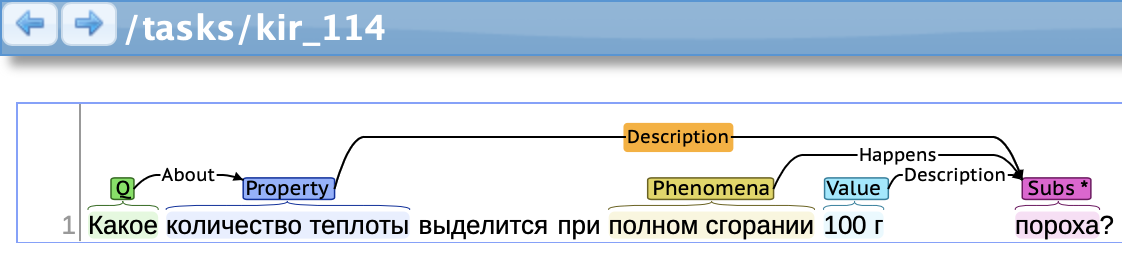 /tasks/kir_114
Description
Happens
About Description
Q Property Phenomena Value Subs *
1 Какое количество теплоты выделится при полном сгорании 100 г пороха?